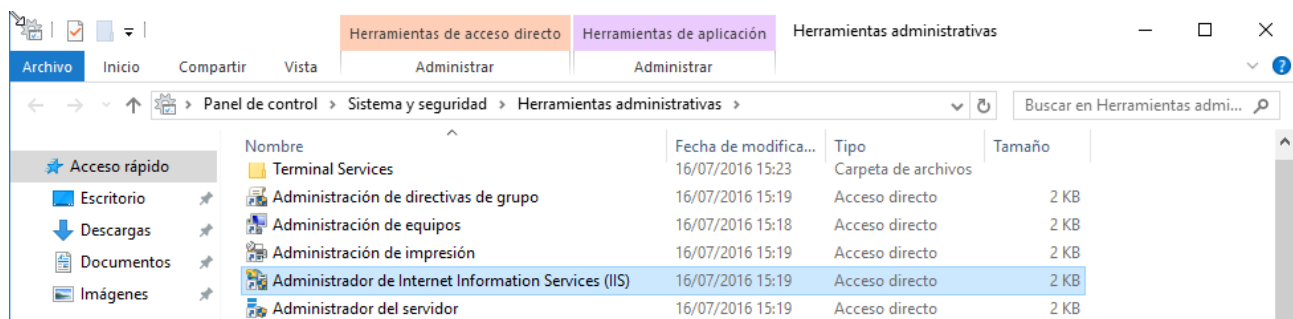 Herramientas de acceso directo Herramientas de aplicación Herramientas administrativas
Archivo Inicio Compartir Vista Administrar Administrar
Panel de control > Sistema y seguridad > Herramientas administrativas > Buscar en Herramientas admi...
Nombre Fecha de modifica... Tipo Tamaño
Acceso rápido Terminal Services 16/07/2016 15:23 Carpeta de archivos
Escritorio Administración de directivas de grupo 16/07/2016 15:19 Acceso directo 2 KB
Descargas Administración de equipos 16/07/2016 15:18 Acceso directo 2 KB
Documentos Administración de impresión 16/07/2016 15:19 Acceso directo 2 KB
Imágenes Administrador de Internet Information Services (IIS) 16/07/2016 15:19 Acceso directo 2 KB
Administrador del servidor 16/07/2016 15:19 Acceso directo 2 KB